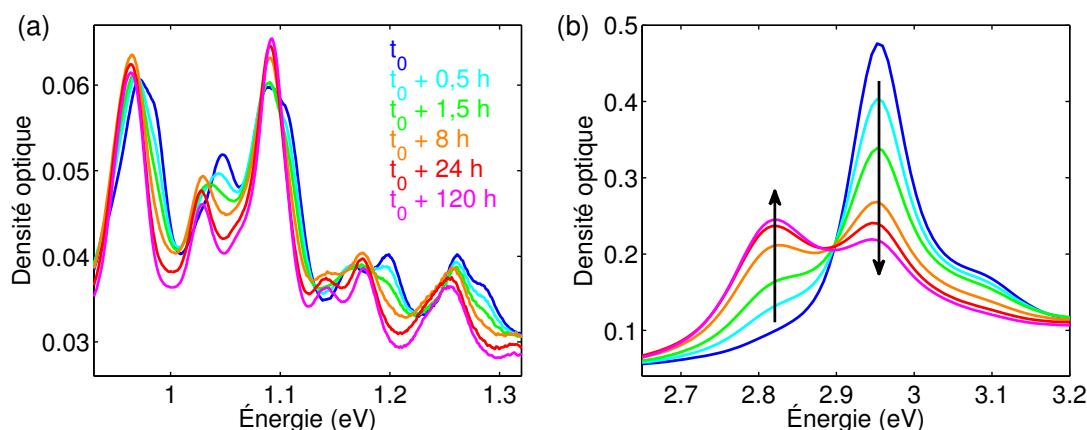 (a)
Densité optique
0.06
0.05
0.04
0.03
1
1.1
1.2
1.3
Énergie (eV)
t0
t0 + 0,5 h
t0 + 1,5 h
t0 + 8 h
t0 + 24 h
t0 + 120 h
(b)
Densité optique
0.5
0.4
0.3
0.2
0.1
2.7
2.8
2.9
3
3.1
3.2
Énergie (eV)